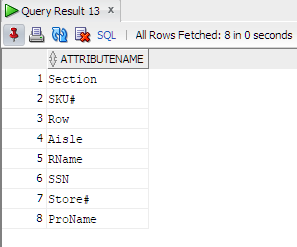 Query Result 13 x
SQL | All Rows Fetched: 8 in 0 seconds
ATTRIBUTENAME
1 Section
2 SKU#
3 Row
4 Aisle
5 RName
6 SSN
7 Store#
8 ProName